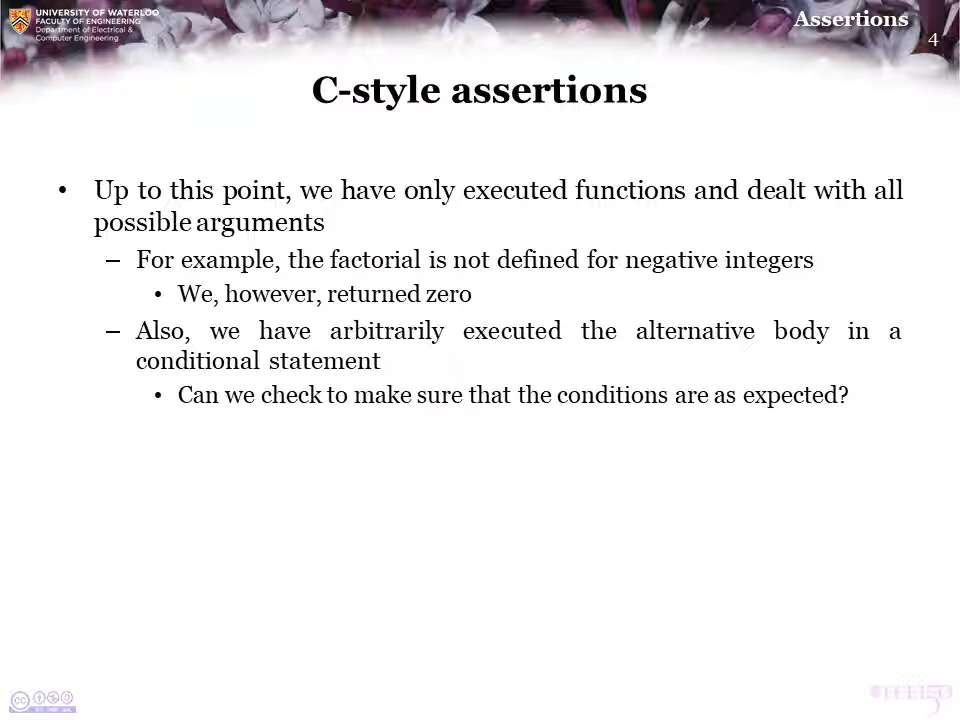 UNIVERSITY OF WATERLOO
FACULTY OF ENGINEERING
Department of Electrical &
Computer Engineering
Assertions
4
C-style assertions
• Up to this point, we have only executed functions and dealt with all
possible arguments
– For example, the factorial is not defined for negative integers
• We, however, returned zero
– Also, we have arbitrarily executed the alternative body in a
conditional statement
• Can we check to make sure that the conditions are as expected?